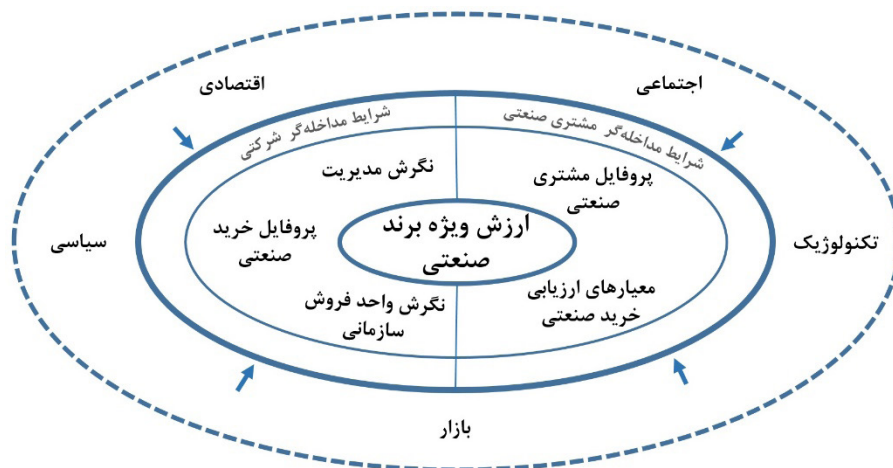 اجتماعی
اقتصادی
شرایط مداخله‌گر مشتری صنعتی
شرایط مداخله‌گر شرکتی
پروفایل مشتری
صنعتی
نگرش مدیریت
ارزش ویژه برند
صنعتی
تکنولوژیک
پروفایل خرید
صنعتی
سیاسی
معیارهای ارزیابی
خرید صنعتی
نگرش واحد فروش
سازمانی
بازار